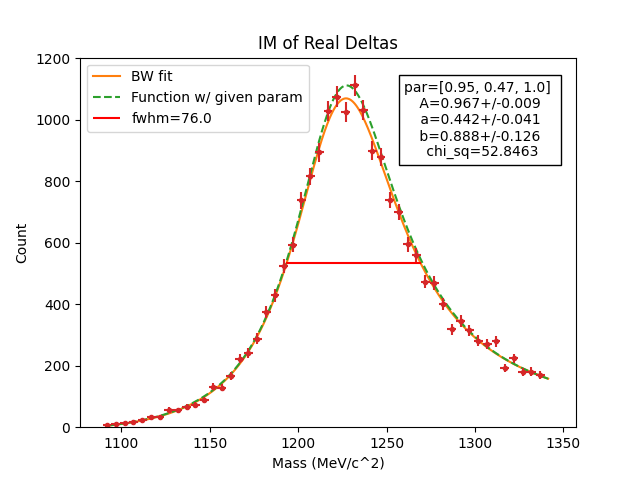 IM of Real Deltas
BW fit
Function w/ given param
fwhm=76.0
par=[0.95, 0.47, 1.0]
A=0.967+/-0.009
a=0.442+/-0.041
b=0.888+/-0.126
chi_sq=52.8463
Count
1200
1000
800
600
400
200
0
1100 1150 1200 1250 1300 1350
Mass (MeV/c^2)